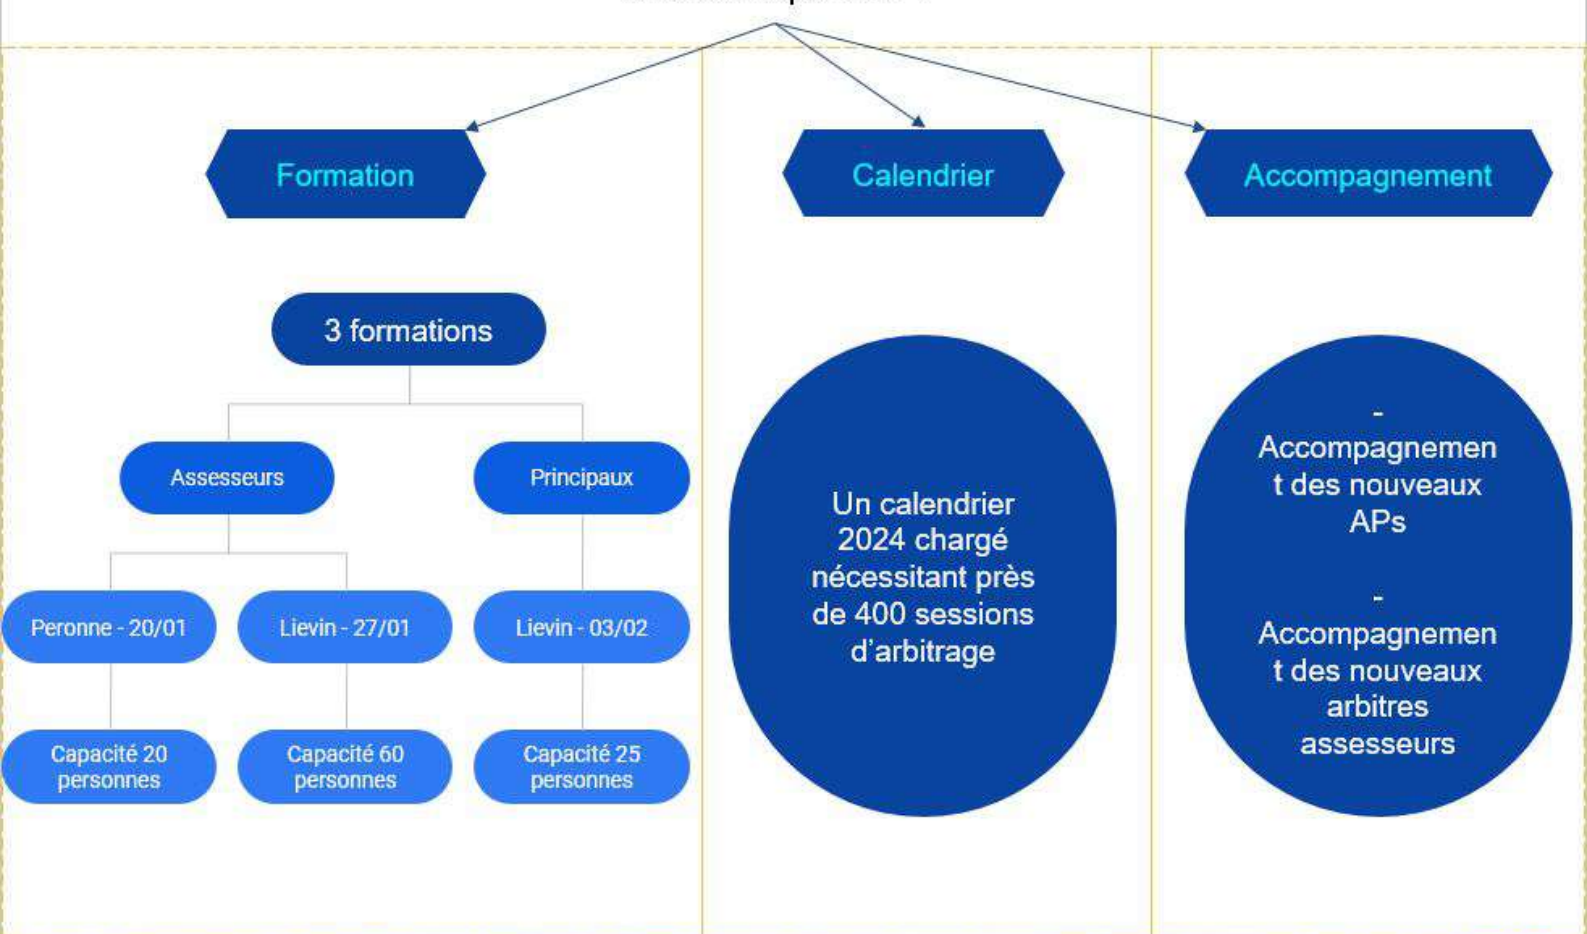 Formation
Calendrier
Accompagnement
3 formations
Assesseurs
Principaux
Peronne - 20/01
Lievin - 27/01
Lievin - 03/02
Capacité 20
personnes
Capacité 60
personnes
Capacité 25
personnes
Un calendrier
2024 chargé
nécessitant près
de 400 sessions
d’arbitrage
-
Accompagnemen
t des nouveaux
APs
-
Accompagnemen
t des nouveaux
arbitres
assesseurs